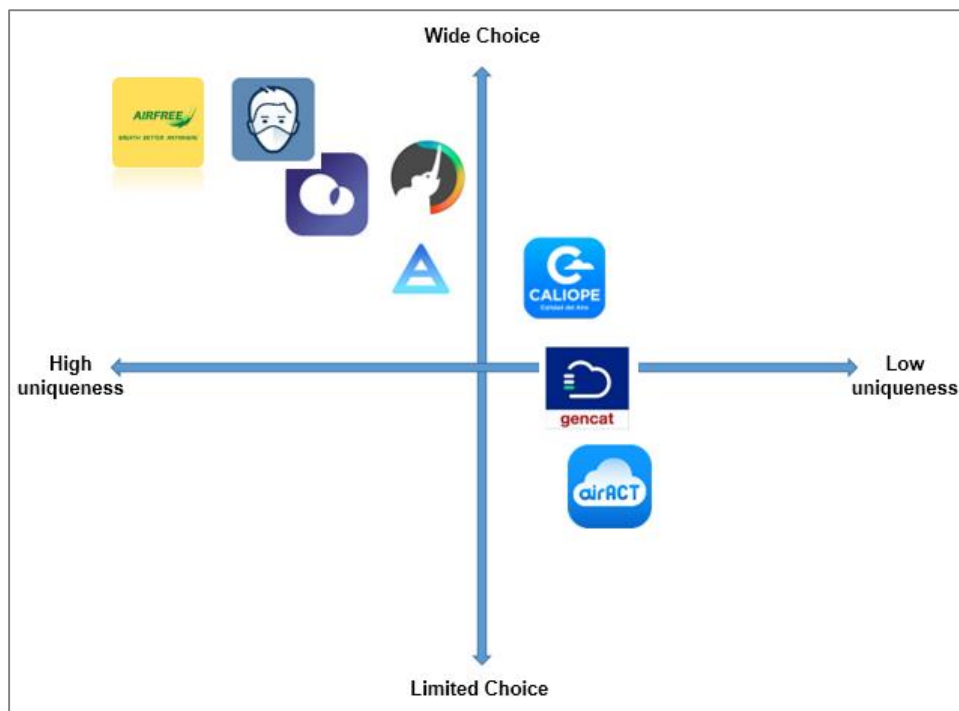 Wide Choice
AIRFREE
BREATH BETTER ANYWHERE
CALIOPE
Calidad del Aire
High
uniqueness
Low
uniqueness
gencat
airACT
Limited Choice